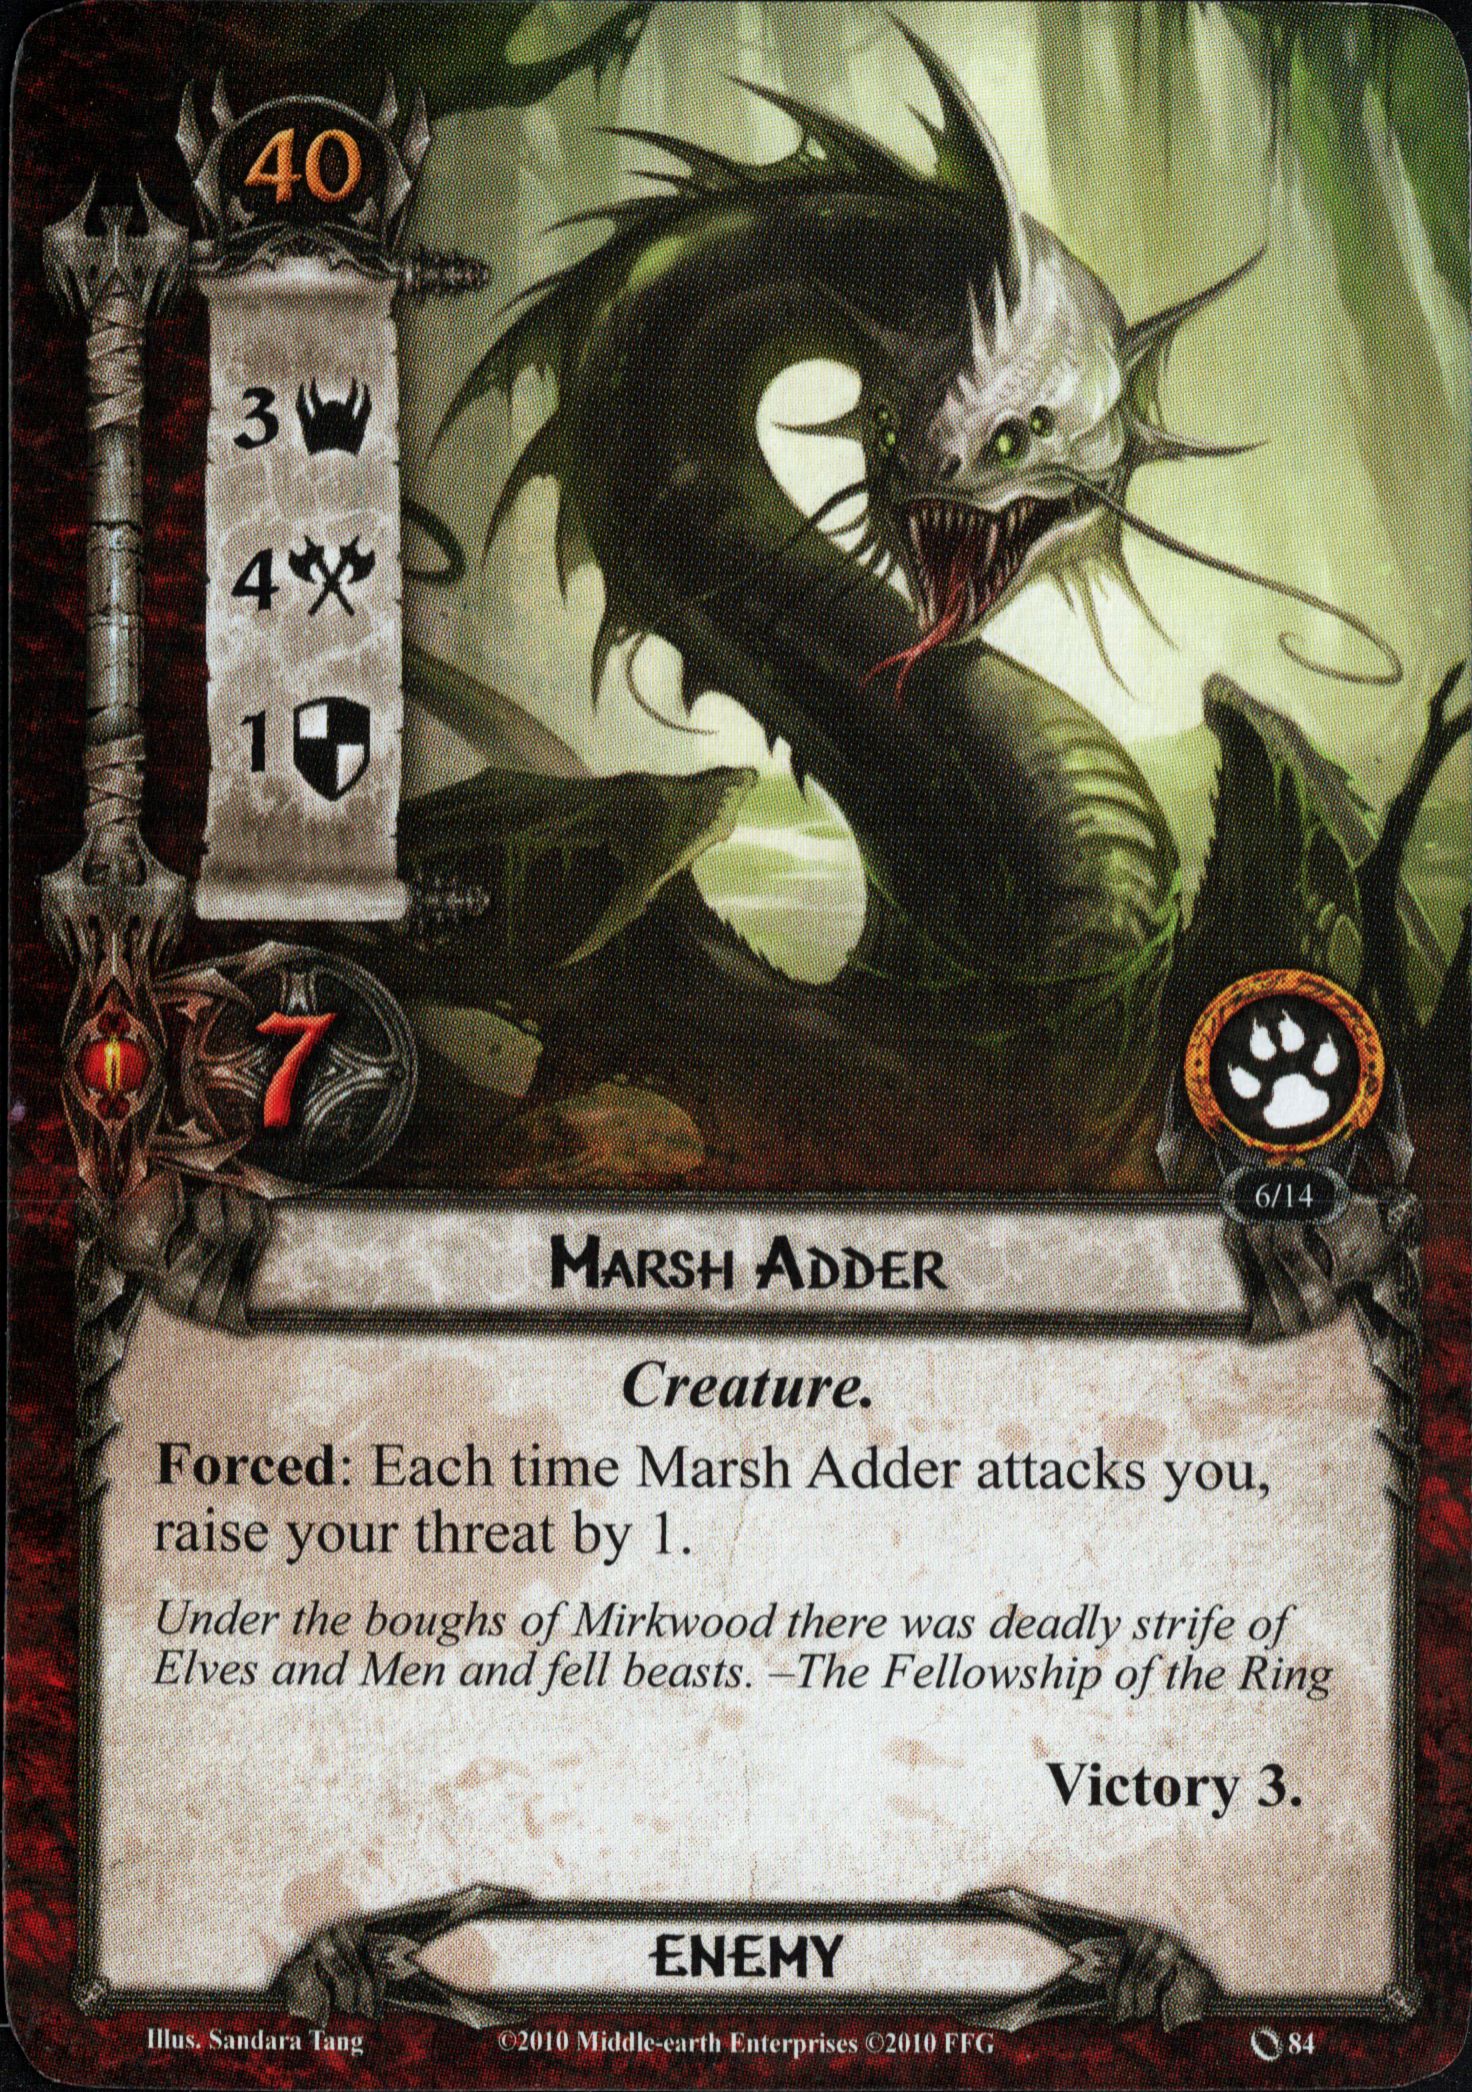 40
3
4
1
7
6/14
Marsh Adder
Creature.
Forced: Each time Marsh Adder attacks you,
raise your threat by 1.
Under the boughs of Mirkwood there was deadly strife of
Elves and Men and fell beasts. –The Fellowship of the Ring
Victory 3.
ENEMY
Illus. Sandara Tang
©2010 Middle-earth Enterprises ©2010 FFG
84